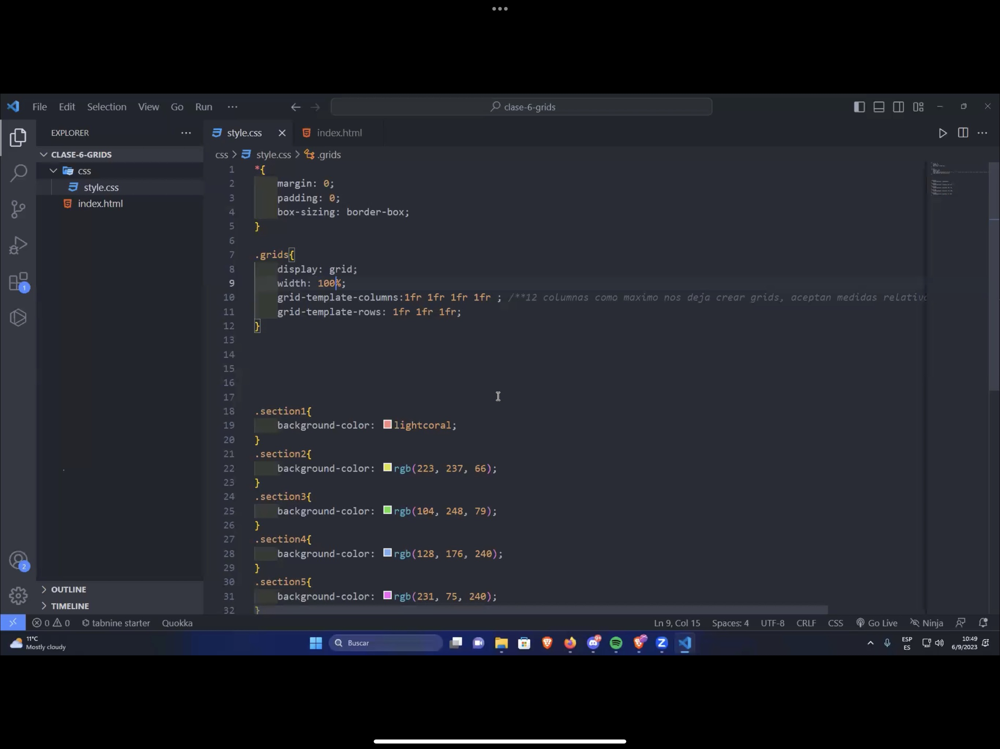 File Edit Selection View Go Run ...
clase-6-grids
EXPLORER
CLASE-6-GRIDS
css
style.css
index.html
OUTLINE
TIMELINE
style.css
index.html
css > style.css > .grids
1 *{
2 margin: 0;
3 padding: 0;
4 box-sizing: border-box;
5 }
6
7 .grids{
8 display: grid;
9 width: 100%;
10 grid-template-columns:1fr 1fr 1fr 1fr ; /**12 columnas como maximo nos deja crear grids, aceptan medidas relativ
11 grid-template-rows: 1fr 1fr 1fr;
12 }
13
14
15
16
17
18 .section1{
19 background-color: lightcoral;
20 }
21 .section2{
22 background-color: rgb(223, 237, 66);
23 }
24 .section3{
25 background-color: rgb(104, 248, 79);
26 }
27 .section4{
28 background-color: rgb(128, 176, 240);
29 }
30 .section5{
31 background-color: rgb(231, 75, 240);
32 }
1
2
0 0 tabnine starter Quokka Ln 9, Col 15 Spaces: 4 UTF-8 CRLF CSS Go Live Ninja
11°C
Mostly cloudy
Buscar
9+
ESP
ES
10:49
6/9/2023